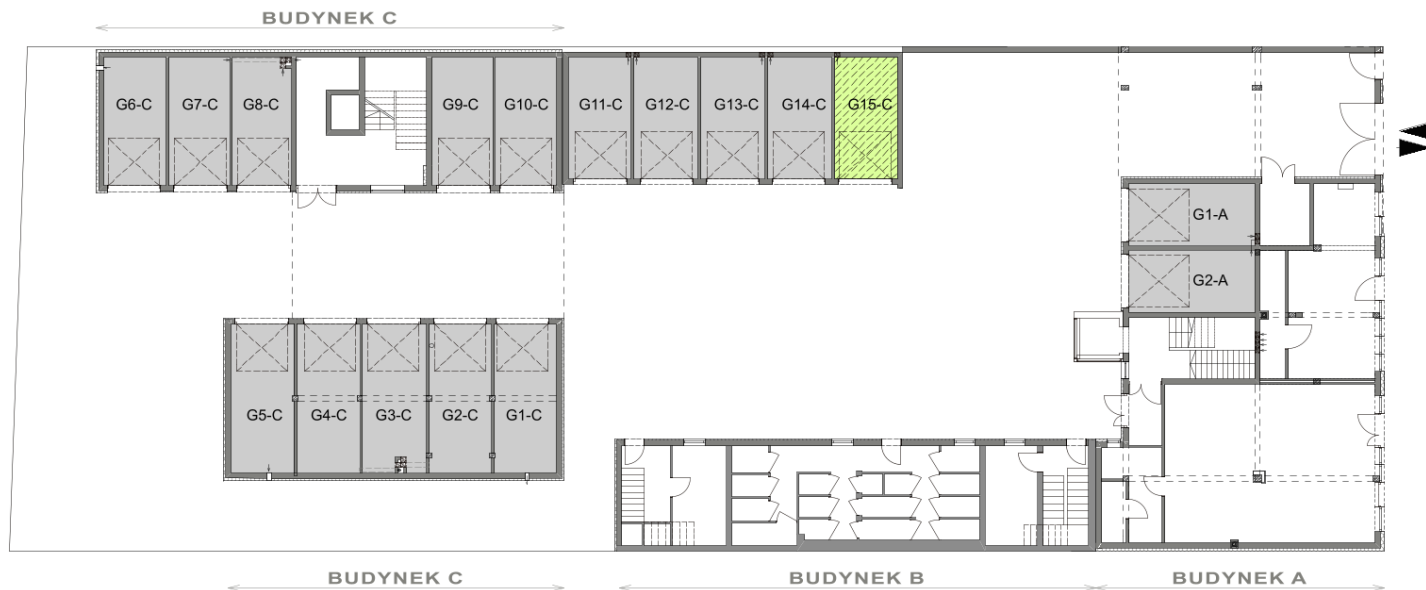 BUDYNEK C
G6-C G7-C G8-C G9-C G10-C G11-C G12-C G13-C G14-C G15-C
G1-A
G2-A
G5-C G4-C G3-C G2-C G1-C
BUDYNEK C BUDYNEK B BUDYNEK A